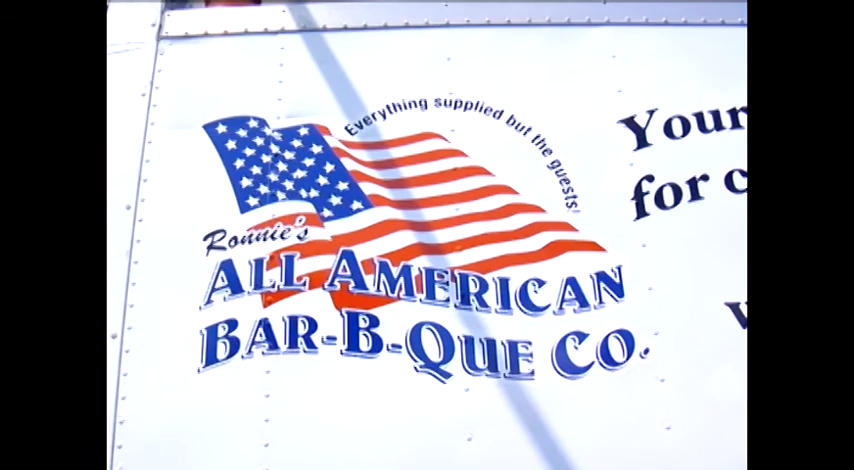 Everything supplied but the guests!
Ronnie's
ALL AMERICAN
BAR-B-QUE CO.
Your
for c